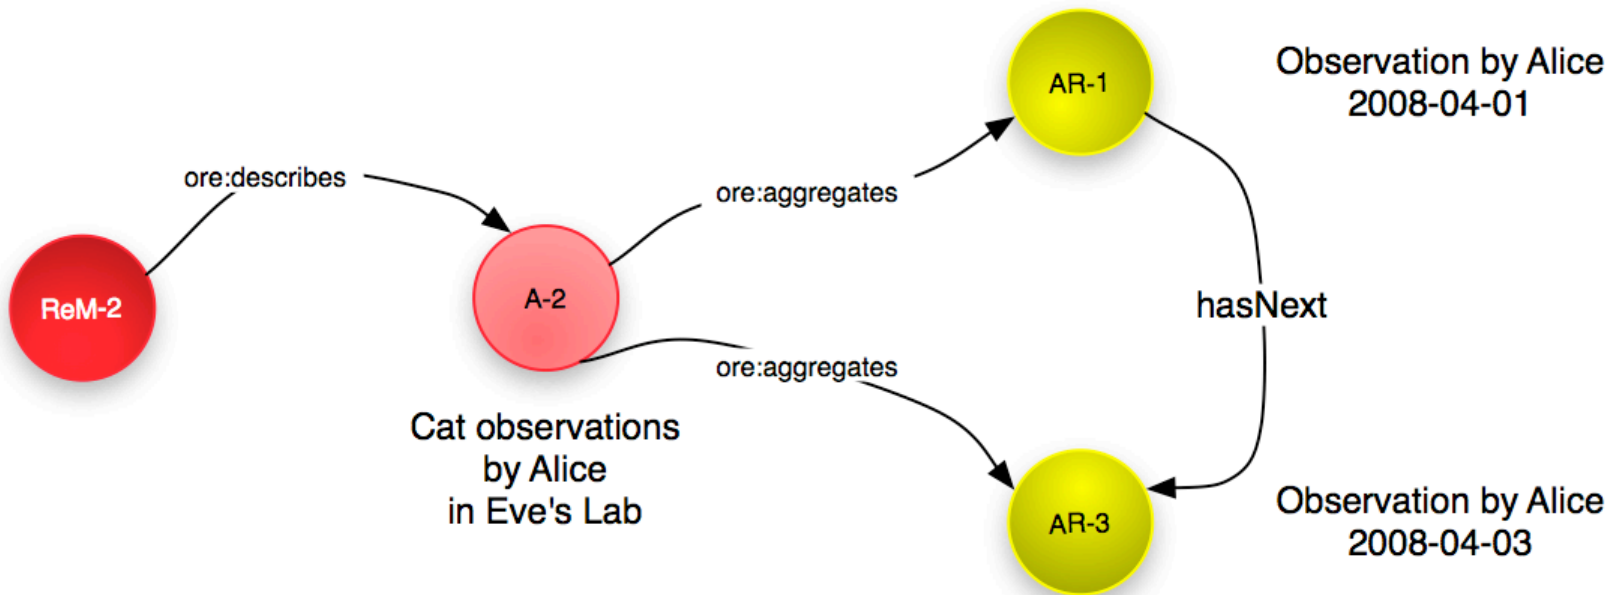 AR-1
Observation by Alice
2008-04-01
ore:describes
ore:aggregates
ReM-2
A-2
hasNext
ore:aggregates
Cat observations
by Alice
in Eve's Lab
AR-3
Observation by Alice
2008-04-03